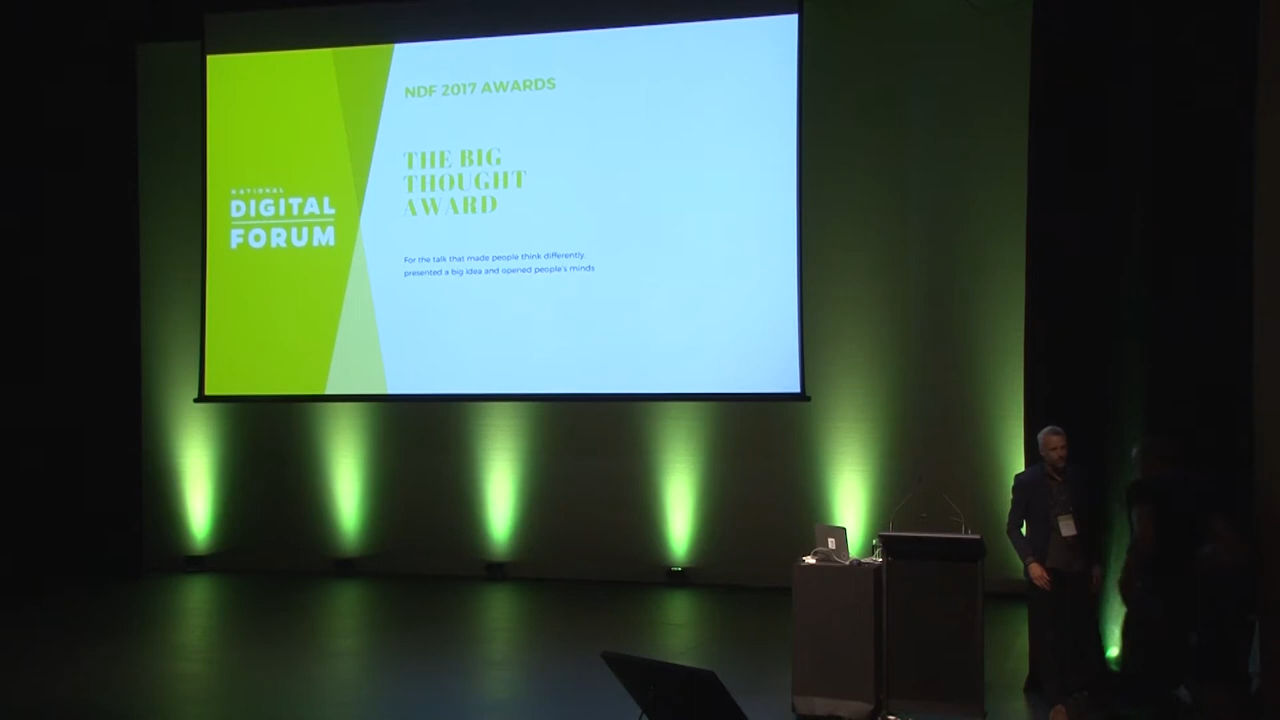 NATIONAL
DIGITAL
FORUM
NDF 2017 AWARDS
THE BIG
THOUGHT
AWARD
For the talk that made people think differently,
presented a big idea and opened people's minds